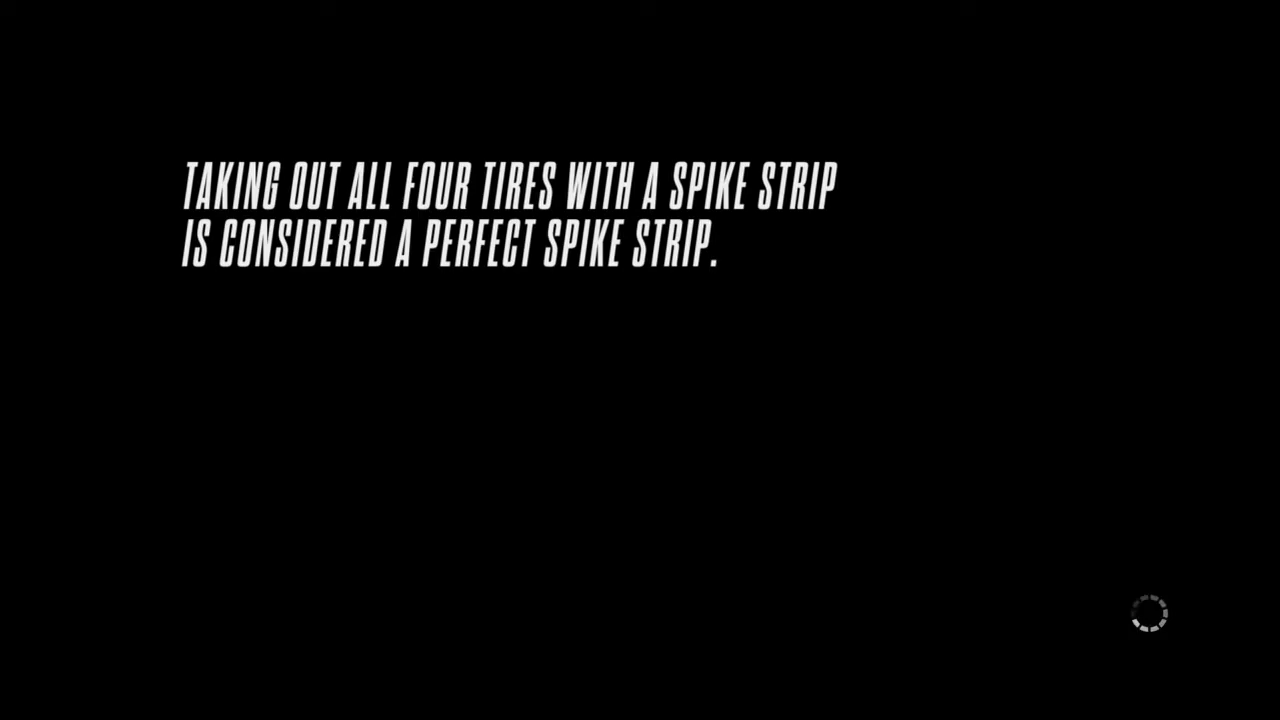 TAKING OUT ALL FOUR TIRES WITH A SPIKE STRIP
IS CONSIDERED A PERFECT SPIKE STRIP.